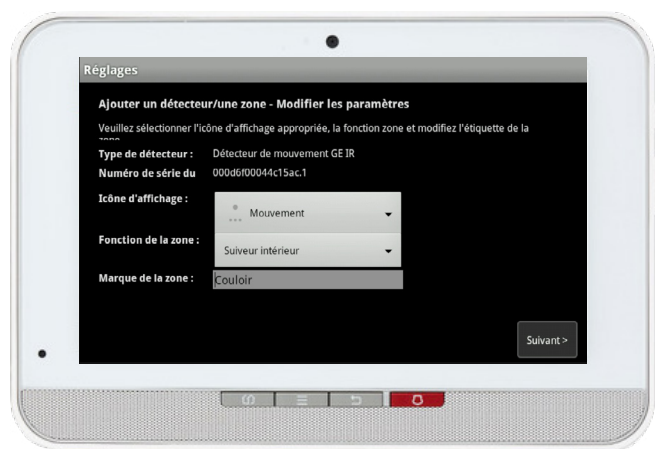 Réglages
Ajouter un détecteur/une zone - Modifier les paramètres
Veuillez sélectionner l'icône d'affichage appropriée, la fonction zone et modifiez l'étiquette de la
zone
Type de détecteur : Détecteur de mouvement GE IR
Numéro de série du 000d6f00044c15ac.1
Icône d'affichage : Mouvement
Fonction de la zone : Suiveur intérieur
Marque de la zone : Couloir
Suivant >